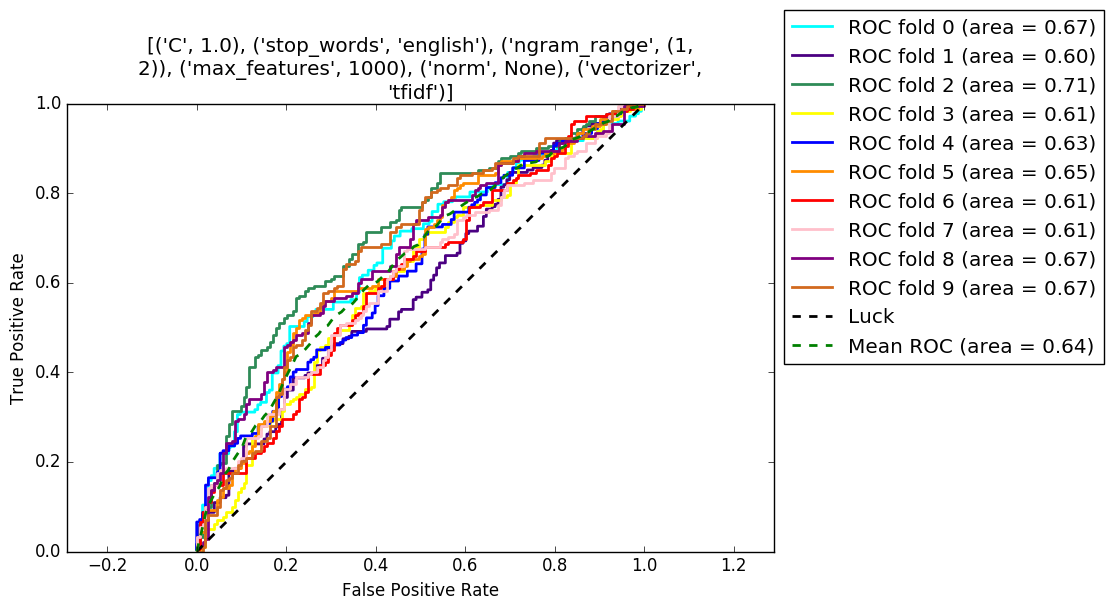 [('C', 1.0), ('stop_words', 'english'), ('ngram_range', (1,
2)), ('max_features', 1000), ('norm', None), ('vectorizer',
'tfidf')]
1.0
0.8
0.6
0.4
0.2
0.0
True Positive Rate
−0.2 0.0 0.2 0.4 0.6 0.8 1.0 1.2
False Positive Rate
ROC fold 0 (area = 0.67)
ROC fold 1 (area = 0.60)
ROC fold 2 (area = 0.71)
ROC fold 3 (area = 0.61)
ROC fold 4 (area = 0.63)
ROC fold 5 (area = 0.65)
ROC fold 6 (area = 0.61)
ROC fold 7 (area = 0.61)
ROC fold 8 (area = 0.67)
ROC fold 9 (area = 0.67)
Luck
Mean ROC (area = 0.64)